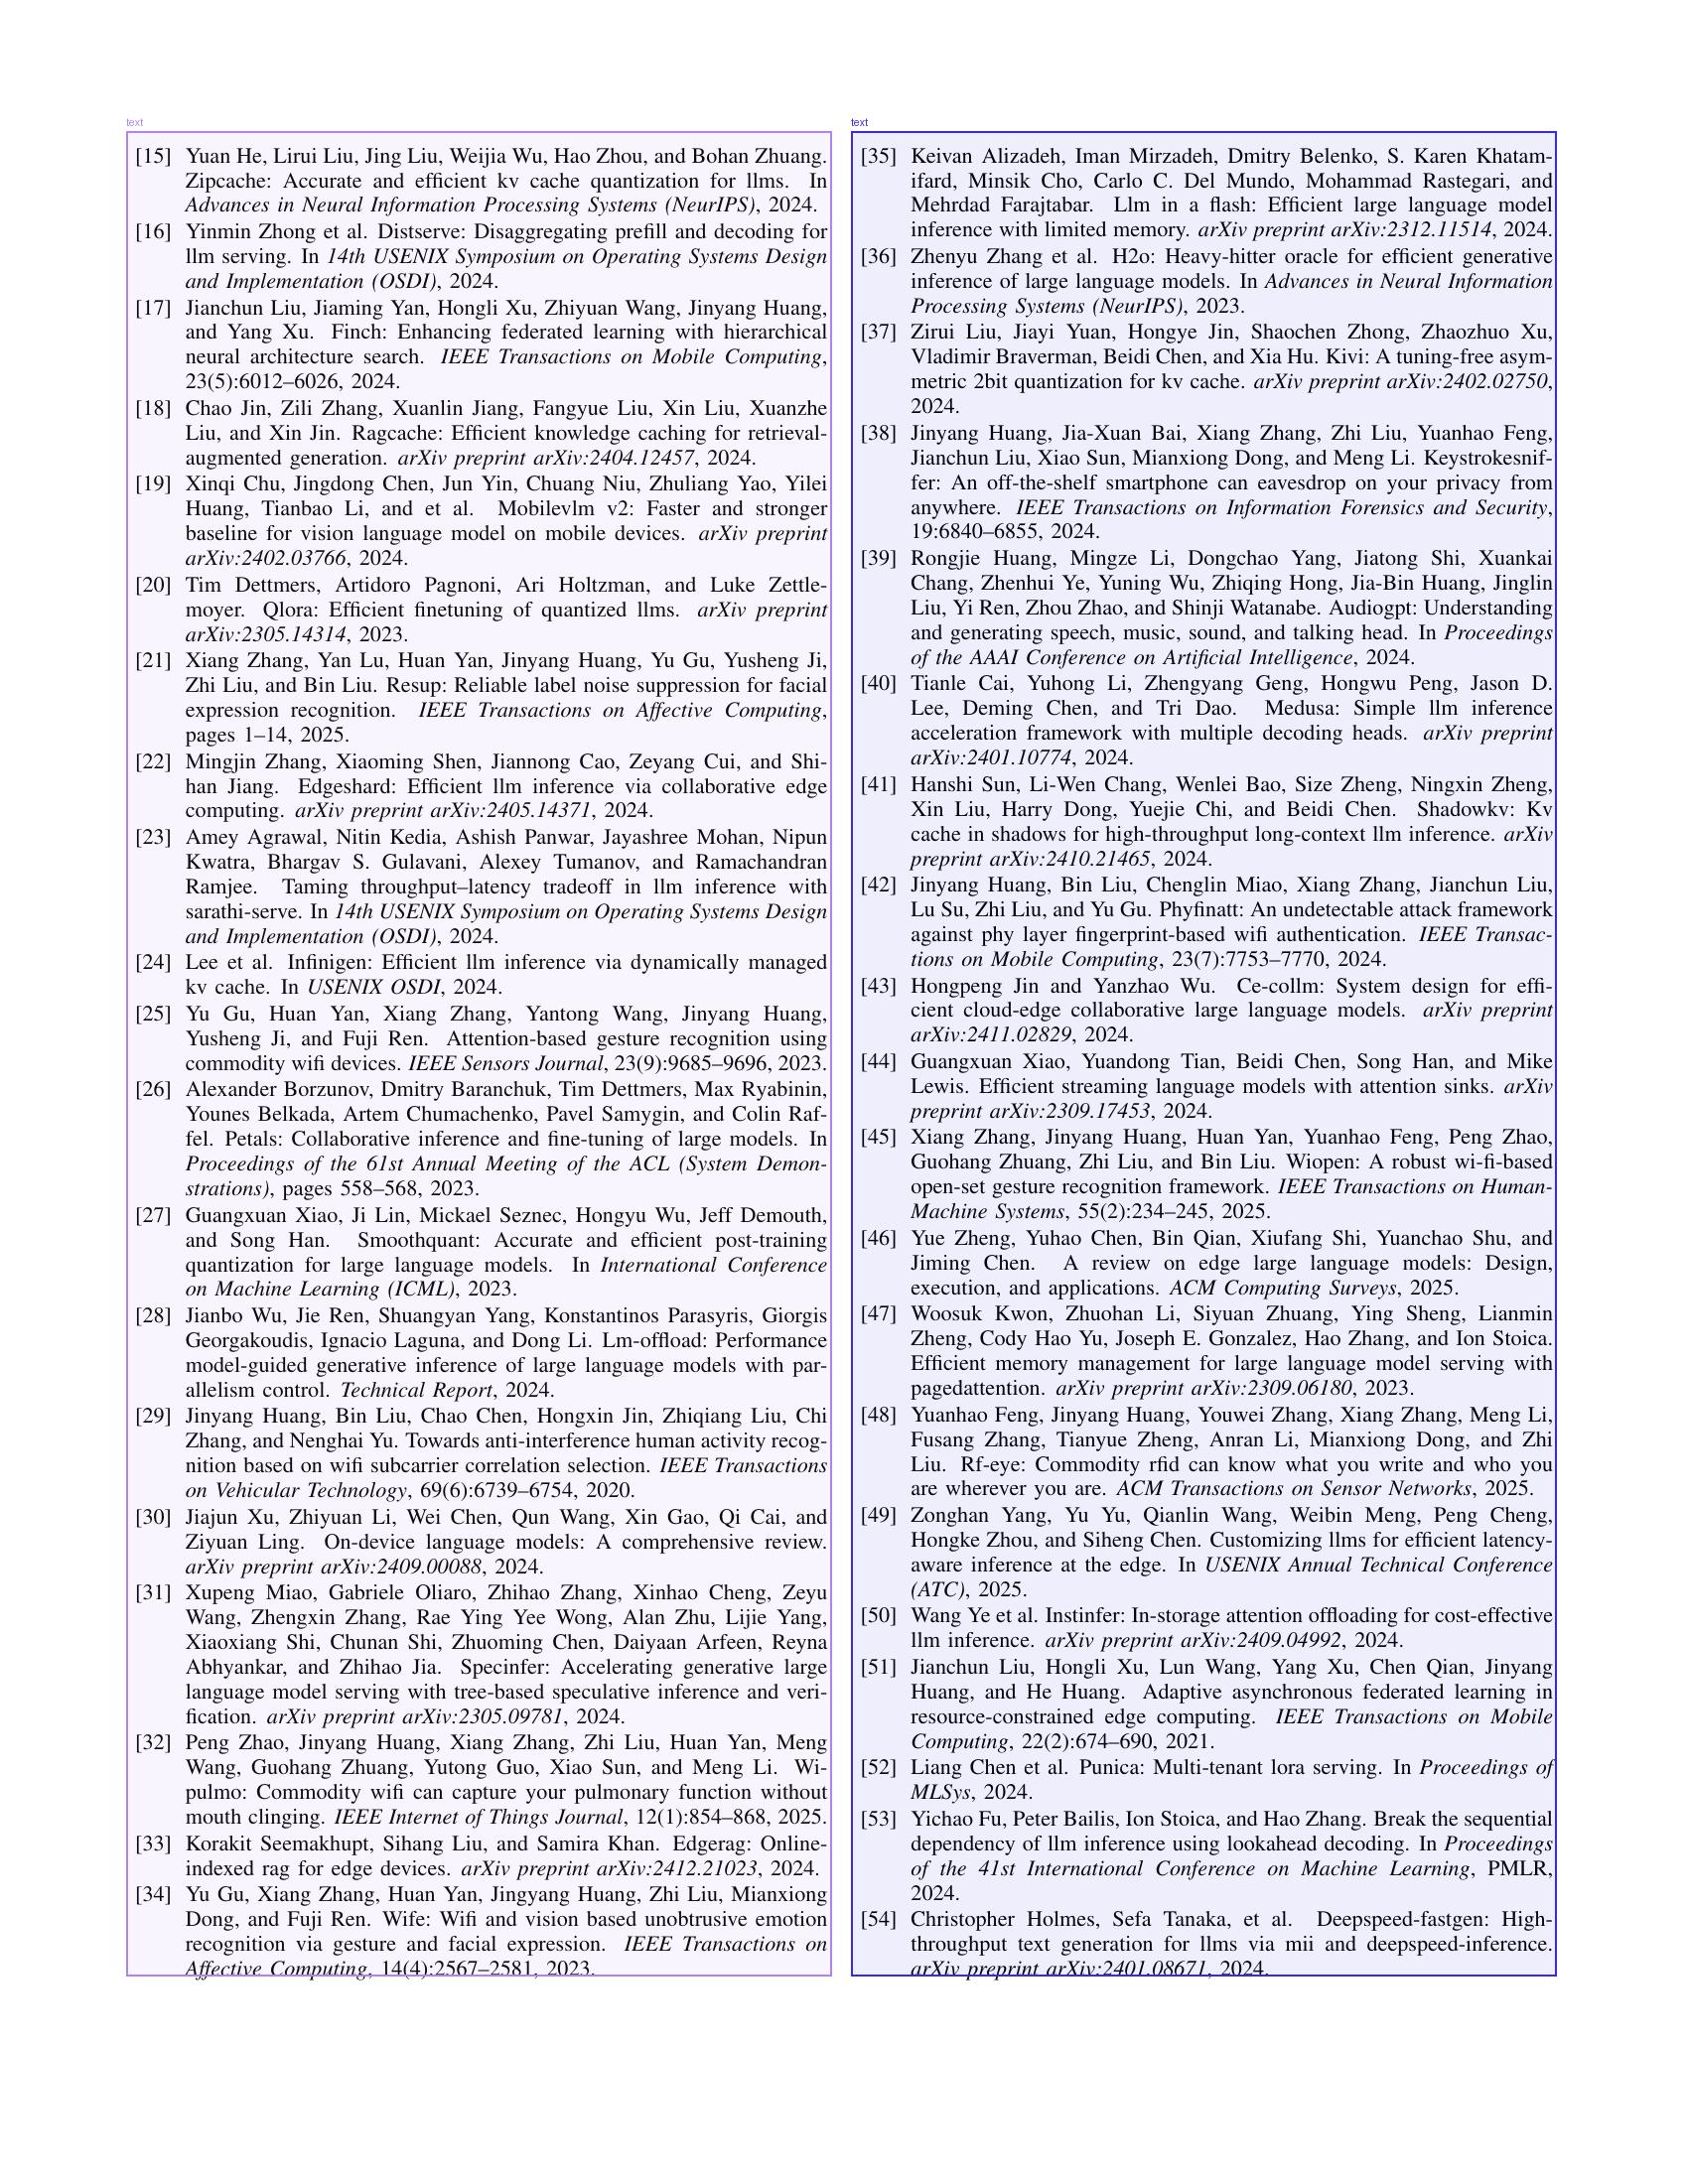 text
[15] Yuan He, Lirui Liu, Jing Liu, Weijia Wu, Hao Zhou, and Bohan Zhuang.
Zipcache: Accurate and efficient kv cache quantization for llms. In
Advances in Neural Information Processing Systems (NeurIPS), 2024.
[16] Yinmin Zhong et al. Distserve: Disaggregating prefill and decoding for
llm serving. In 14th USENIX Symposium on Operating Systems Design
and Implementation (OSDI), 2024.
[17] Jianchun Liu, Jiaming Yan, Hongli Xu, Zhiyuan Wang, Jinyang Huang,
and Yang Xu. Finch: Enhancing federated learning with hierarchical
neural architecture search. IEEE Transactions on Mobile Computing,
23(5):6012–6026, 2024.
[18] Chao Jin, Zili Zhang, Xuanlin Jiang, Fangyue Liu, Xin Liu, Xuanzhe
Liu, and Xin Jin. Ragcache: Efficient knowledge caching for retrieval-
augmented generation. arXiv preprint arXiv:2404.12457, 2024.
[19] Xinqi Chu, Jingdong Chen, Jun Yin, Chuang Niu, Zhuliang Yao, Yilei
Huang, Tianbao Li, and et al. Mobilevlm v2: Faster and stronger
baseline for vision language model on mobile devices. arXiv preprint
arXiv:2402.03766, 2024.
[20] Tim Dettmers, Artidoro Pagnoni, Ari Holtzman, and Luke Zettle-
moyer. Qlora: Efficient finetuning of quantized llms. arXiv preprint
arXiv:2305.14314, 2023.
[21] Xiang Zhang, Yan Lu, Huan Yan, Jinyang Huang, Yu Gu, Yusheng Ji,
Zhi Liu, and Bin Liu. Resup: Reliable label noise suppression for facial
expression recognition. IEEE Transactions on Affective Computing,
pages 1–14, 2025.
[22] Mingjin Zhang, Xiaoming Shen, Jiannong Cao, Zeyang Cui, and Shi-
han Jiang. Edgeshard: Efficient llm inference via collaborative edge
computing. arXiv preprint arXiv:2405.14371, 2024.
[23] Amey Agrawal, Nitin Kedia, Ashish Panwar, Jayashree Mohan, Nipun
Kwatra, Bhargav S. Gulavani, Alexey Tumanov, and Ramachandran
Ramjee. Taming throughput–latency tradeoff in llm inference with
sarathi-serve. In 14th USENIX Symposium on Operating Systems Design
and Implementation (OSDI), 2024.
[24] Lee et al. Infinigen: Efficient llm inference via dynamically managed
kv cache. In USENIX OSDI, 2024.
[25] Yu Gu, Huan Yan, Xiang Zhang, Yantong Wang, Jinyang Huang,
Yusheng Ji, and Fuji Ren. Attention-based gesture recognition using
commodity wifi devices. IEEE Sensors Journal, 23(9):9685–9696, 2023.
[26] Alexander Borzunov, Dmitry Baranchuk, Tim Dettmers, Max Ryabinin,
Younes Belkada, Artem Chumachenko, Pavel Samygin, and Colin Raf-
fel. Petals: Collaborative inference and fine-tuning of large models. In
Proceedings of the 61st Annual Meeting of the ACL (System Demon-
strations), pages 558–568, 2023.
[27] Guangxuan Xiao, Ji Lin, Mickael Seznec, Hongyu Wu, Jeff Demouth,
and Song Han. Smoothquant: Accurate and efficient post-training
quantization for large language models. In International Conference
on Machine Learning (ICML), 2023.
[28] Jianbo Wu, Jie Ren, Shuangyan Yang, Konstantinos Parasyris, Giorgis
Georgakoudis, Ignacio Laguna, and Dong Li. Lm-offload: Performance
model-guided generative inference of large language models with par-
allelism control. Technical Report, 2024.
[29] Jinyang Huang, Bin Liu, Chao Chen, Hongxin Jin, Zhiqiang Liu, Chi
Zhang, and Nenghai Yu. Towards anti-interference human activity recog-
nition based on wifi subcarrier correlation selection. IEEE Transactions
on Vehicular Technology, 69(6):6739–6754, 2020.
[30] Jiajun Xu, Zhiyuan Li, Wei Chen, Qun Wang, Xin Gao, Qi Cai, and
Ziyuan Ling. On-device language models: A comprehensive review.
arXiv preprint arXiv:2409.00088, 2024.
[31] Xupeng Miao, Gabriele Oliaro, Zhihao Zhang, Xinhao Cheng, Zeyu
Wang, Zhengxin Zhang, Rae Ying Yee Wong, Alan Zhu, Lijie Yang,
Xiaoxiang Shi, Chunan Shi, Zhuoming Chen, Daiyaan Arfeen, Reyna
Abhyankar, and Zhihao Jia. Specinfer: Accelerating generative large
language model serving with tree-based speculative inference and veri-
fication. arXiv preprint arXiv:2305.09781, 2024.
[32] Peng Zhao, Jinyang Huang, Xiang Zhang, Zhi Liu, Huan Yan, Meng
Wang, Guohang Zhuang, Yutong Guo, Xiao Sun, and Meng Li. Wi-
pulmo: Commodity wifi can capture your pulmonary function without
mouth clinging. IEEE Internet of Things Journal, 12(1):854–868, 2025.
[33] Korakit Seemakhupt, Sihang Liu, and Samira Khan. Edgerag: Online-
indexed rag for edge devices. arXiv preprint arXiv:2412.21023, 2024.
[34] Yu Gu, Xiang Zhang, Huan Yan, Jingyang Huang, Zhi Liu, Mianxiong
Dong, and Fuji Ren. Wife: Wifi and vision based unobtrusive emotion
recognition via gesture and facial expression. IEEE Transactions on
Affective Computing, 14(4):2567–2581, 2023.
text
[35] Keivan Alizadeh, Iman Mirzadeh, Dmitry Belenko, S. Karen Khatam-
ifard, Minsik Cho, Carlo C. Del Mundo, Mohammad Rastegari, and
Mehrdad Farajtabar. Llm in a flash: Efficient large language model
inference with limited memory. arXiv preprint arXiv:2312.11514, 2024.
[36] Zhenyu Zhang et al. H2o: Heavy-hitter oracle for efficient generative
inference of large language models. In Advances in Neural Information
Processing Systems (NeurIPS), 2023.
[37] Zirui Liu, Jiayi Yuan, Hongye Jin, Shaochen Zhong, Zhaozhuo Xu,
Vladimir Braverman, Beidi Chen, and Xia Hu. Kivi: A tuning-free asym-
metric 2bit quantization for kv cache. arXiv preprint arXiv:2402.02750,
2024.
[38] Jinyang Huang, Jia-Xuan Bai, Xiang Zhang, Zhi Liu, Yuanhao Feng,
Jianchun Liu, Xiao Sun, Mianxiong Dong, and Meng Li. Keystrokesnif-
fer: An off-the-shelf smartphone can eavesdrop on your privacy from
anywhere. IEEE Transactions on Information Forensics and Security,
19:6840–6855, 2024.
[39] Rongjie Huang, Mingze Li, Dongchao Yang, Jiatong Shi, Xuankai
Chang, Zhenhui Ye, Yuning Wu, Zhiqing Hong, Jia-Bin Huang, Jinglin
Liu, Yi Ren, Zhou Zhao, and Shinji Watanabe. Audiogpt: Understanding
and generating speech, music, sound, and talking head. In Proceedings
of the AAAI Conference on Artificial Intelligence, 2024.
[40] Tianle Cai, Yuhong Li, Zhengyang Geng, Hongwu Peng, Jason D.
Lee, Deming Chen, and Tri Dao. Medusa: Simple llm inference
acceleration framework with multiple decoding heads. arXiv preprint
arXiv:2401.10774, 2024.
[41] Hanshi Sun, Li-Wen Chang, Wenlei Bao, Size Zheng, Ningxin Zheng,
Xin Liu, Harry Dong, Yuejie Chi, and Beidi Chen. Shadowkv: Kv
cache in shadows for high-throughput long-context llm inference. arXiv
preprint arXiv:2410.21465, 2024.
[42] Jinyang Huang, Bin Liu, Chenglin Miao, Xiang Zhang, Jianchun Liu,
Lu Su, Zhi Liu, and Yu Gu. Phyfinatt: An undetectable attack framework
against phy layer fingerprint-based wifi authentication. IEEE Transac-
tions on Mobile Computing, 23(7):7753–7770, 2024.
[43] Hongpeng Jin and Yanzhao Wu. Ce-collm: System design for effi-
cient cloud-edge collaborative large language models. arXiv preprint
arXiv:2411.02829, 2024.
[44] Guangxuan Xiao, Yuandong Tian, Beidi Chen, Song Han, and Mike
Lewis. Efficient streaming language models with attention sinks. arXiv
preprint arXiv:2309.17453, 2024.
[45] Xiang Zhang, Jinyang Huang, Huan Yan, Yuanhao Feng, Peng Zhao,
Guohang Zhuang, Zhi Liu, and Bin Liu. Wiopen: A robust wi-fi-based
open-set gesture recognition framework. IEEE Transactions on Human-
Machine Systems, 55(2):234–245, 2025.
[46] Yue Zheng, Yuhao Chen, Bin Qian, Xiufang Shi, Yuanchao Shu, and
Jiming Chen. A review on edge large language models: Design,
execution, and applications. ACM Computing Surveys, 2025.
[47] Woosuk Kwon, Zhuohan Li, Siyuan Zhuang, Ying Sheng, Lianmin
Zheng, Cody Hao Yu, Joseph E. Gonzalez, Hao Zhang, and Ion Stoica.
Efficient memory management for large language model serving with
pagedattention. arXiv preprint arXiv:2309.06180, 2023.
[48] Yuanhao Feng, Jinyang Huang, Youwei Zhang, Xiang Zhang, Meng Li,
Fusang Zhang, Tianyue Zheng, Anran Li, Mianxiong Dong, and Zhi
Liu. Rf-eye: Commodity rfid can know what you write and who you
are wherever you are. ACM Transactions on Sensor Networks, 2025.
[49] Zonghan Yang, Yu Yu, Qianlin Wang, Weibin Meng, Peng Cheng,
Hongke Zhou, and Siheng Chen. Customizing llms for efficient latency-
aware inference at the edge. In USENIX Annual Technical Conference
(ATC), 2025.
[50] Wang Ye et al. Instinfer: In-storage attention offloading for cost-effective
llm inference. arXiv preprint arXiv:2409.04992, 2024.
[51] Jianchun Liu, Hongli Xu, Lun Wang, Yang Xu, Chen Qian, Jinyang
Huang, and He Huang. Adaptive asynchronous federated learning in
resource-constrained edge computing. IEEE Transactions on Mobile
Computing, 22(2):674–690, 2021.
[52] Liang Chen et al. Punica: Multi-tenant lora serving. In Proceedings of
MLSys, 2024.
[53] Yichao Fu, Peter Bailis, Ion Stoica, and Hao Zhang. Break the sequential
dependency of llm inference using lookahead decoding. In Proceedings
of the 41st International Conference on Machine Learning, PMLR,
2024.
[54] Christopher Holmes, Sefa Tanaka, et al. Deepspeed-fastgen: High-
throughput text generation for llms via mii and deepspeed-inference.
arXiv preprint arXiv:2401.08671, 2024.